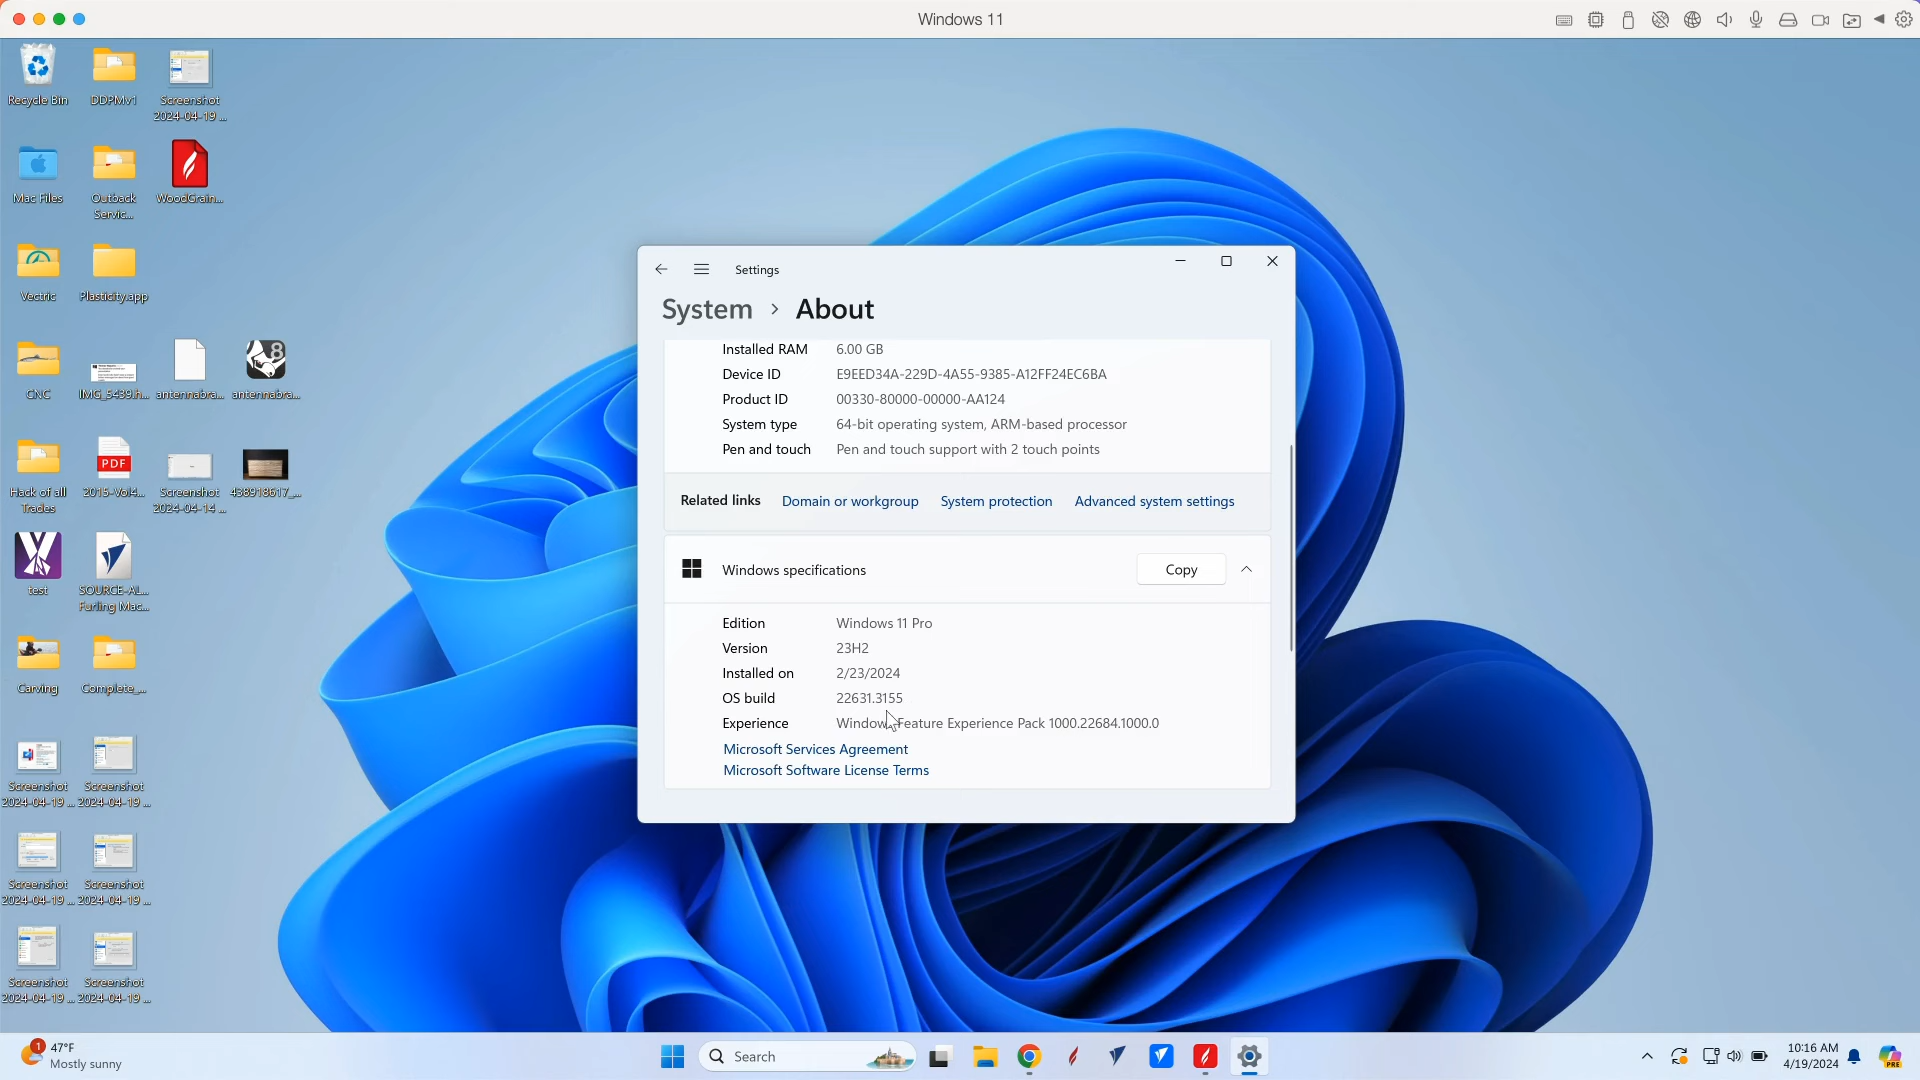 Windows 11
Recycle Bin
DDPMv1
Screenshot
2024-04-19 ...
Mac Files
Outback
Servic...
WoodGrain...
Vectric
Plasticity.app
CNC
IMG_5439.h...
antennabra...
antennabra...
Hack of all
Trades
PDF
2015-Vol4...
Screenshot
2024-04-14 ...
438918617_...
test
SOURCE-AL...
Furling Mac...
Carving
Complete_...
Screenshot
2024-04-19 ...
Screenshot
2024-04-19 ...
Screenshot
2024-04-19 ...
Screenshot
2024-04-19 ...
Screenshot
2024-04-19 ...
Screenshot
2024-04-19 ...
Settings
System > About
Installed RAM 6.00 GB
Device ID E9EED34A-229D-4A55-9385-A12FF24EC6BA
Product ID 00330-80000-00000-AA124
System type 64-bit operating system, ARM-based processor
Pen and touch Pen and touch support with 2 touch points
Related links Domain or workgroup System protection Advanced system settings
Windows specifications Copy
Edition Windows 11 Pro
Version 23H2
Installed on 2/23/2024
OS build 22631.3155
Experience Windows Feature Experience Pack 1000.22684.1000.0
Microsoft Services Agreement
Microsoft Software License Terms
1
47°F
Mostly sunny
Search
10:16 AM
4/19/2024
PRE